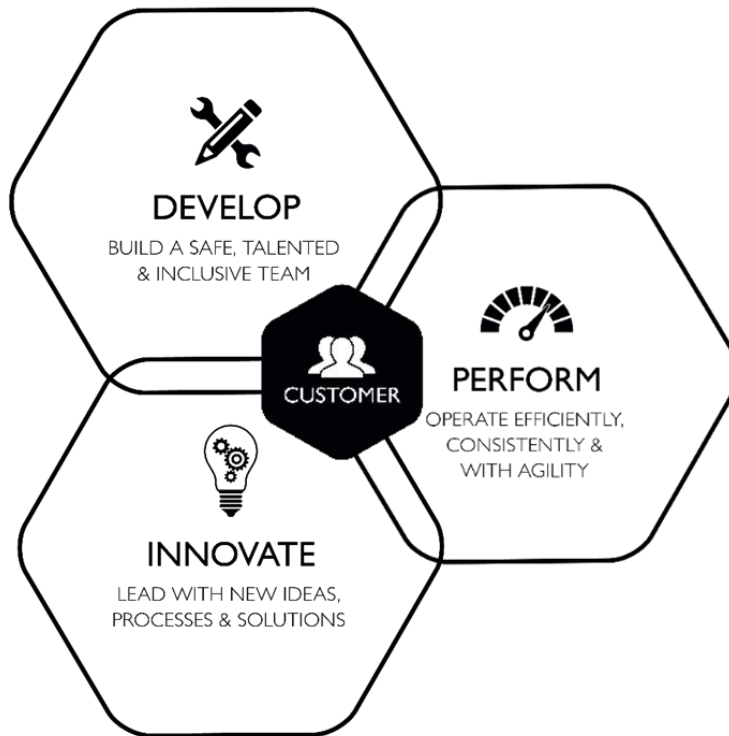 DEVELOP
BUILD A SAFE, TALENTED
& INCLUSIVE TEAM
CUSTOMER
PERFORM
OPERATE EFFICIENTLY,
CONSISTENTLY &
WITH AGILITY
INNOVATE
LEAD WITH NEW IDEAS,
PROCESSES & SOLUTIONS